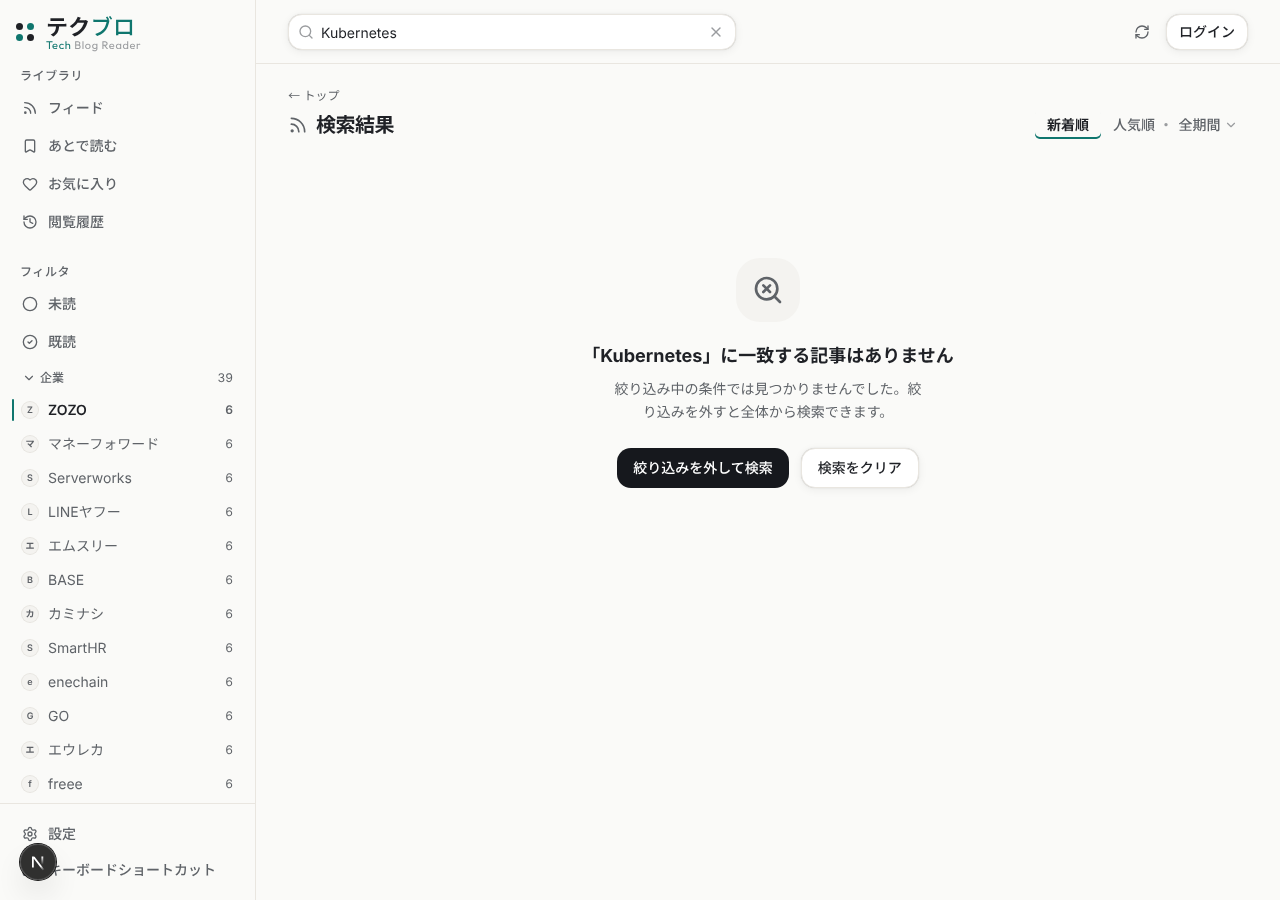 テクブロ
Tech Blog Reader
Kubernetes
ログイン
ライブラリ
フィード
あとで読む
お気に入り
閲覧履歴
フィルタ
未読
既読
企業 39
Z ZOZO 6
マ マネーフォワード 6
S Serverworks 6
L LINEヤフー 6
エ エムスリー 6
B BASE 6
カ カミナシ 6
S SmartHR 6
e enechain 6
G GO 6
エ エウレカ 6
f freee 6
設定
N キーボードショートカット
← トップ
検索結果
新着順 人気順 • 全期間
「Kubernetes」に一致する記事はありません
絞り込み中の条件では見つかりませんでした。絞
り込みを外すと全体から検索できます。
絞り込みを外して検索 検索をクリア